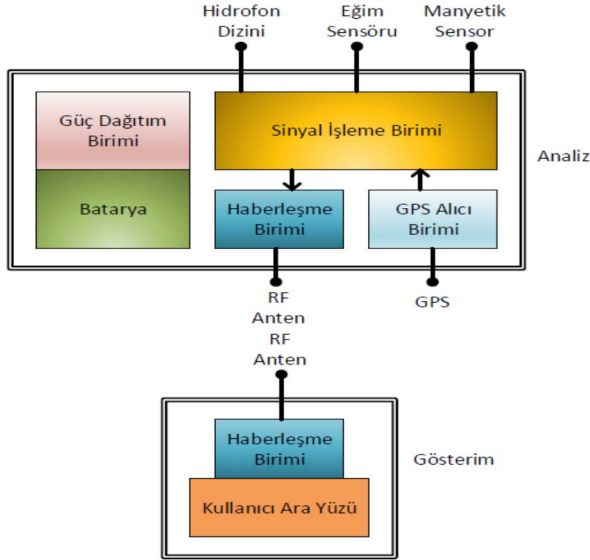 Hidrofon
Dizini
Eğim
Sensöru
Manyetik
Sensor
Güç Dağıtım
Birimi
Sinyal İşleme Birimi
Analiz
Batarya
Haberleşme
Birimi
GPS Alıcı
Birimi
RF
Anten
GPS
RF
Anten
Haberleşme
Birimi
Gösterim
Kullanıcı Ara Yüzü